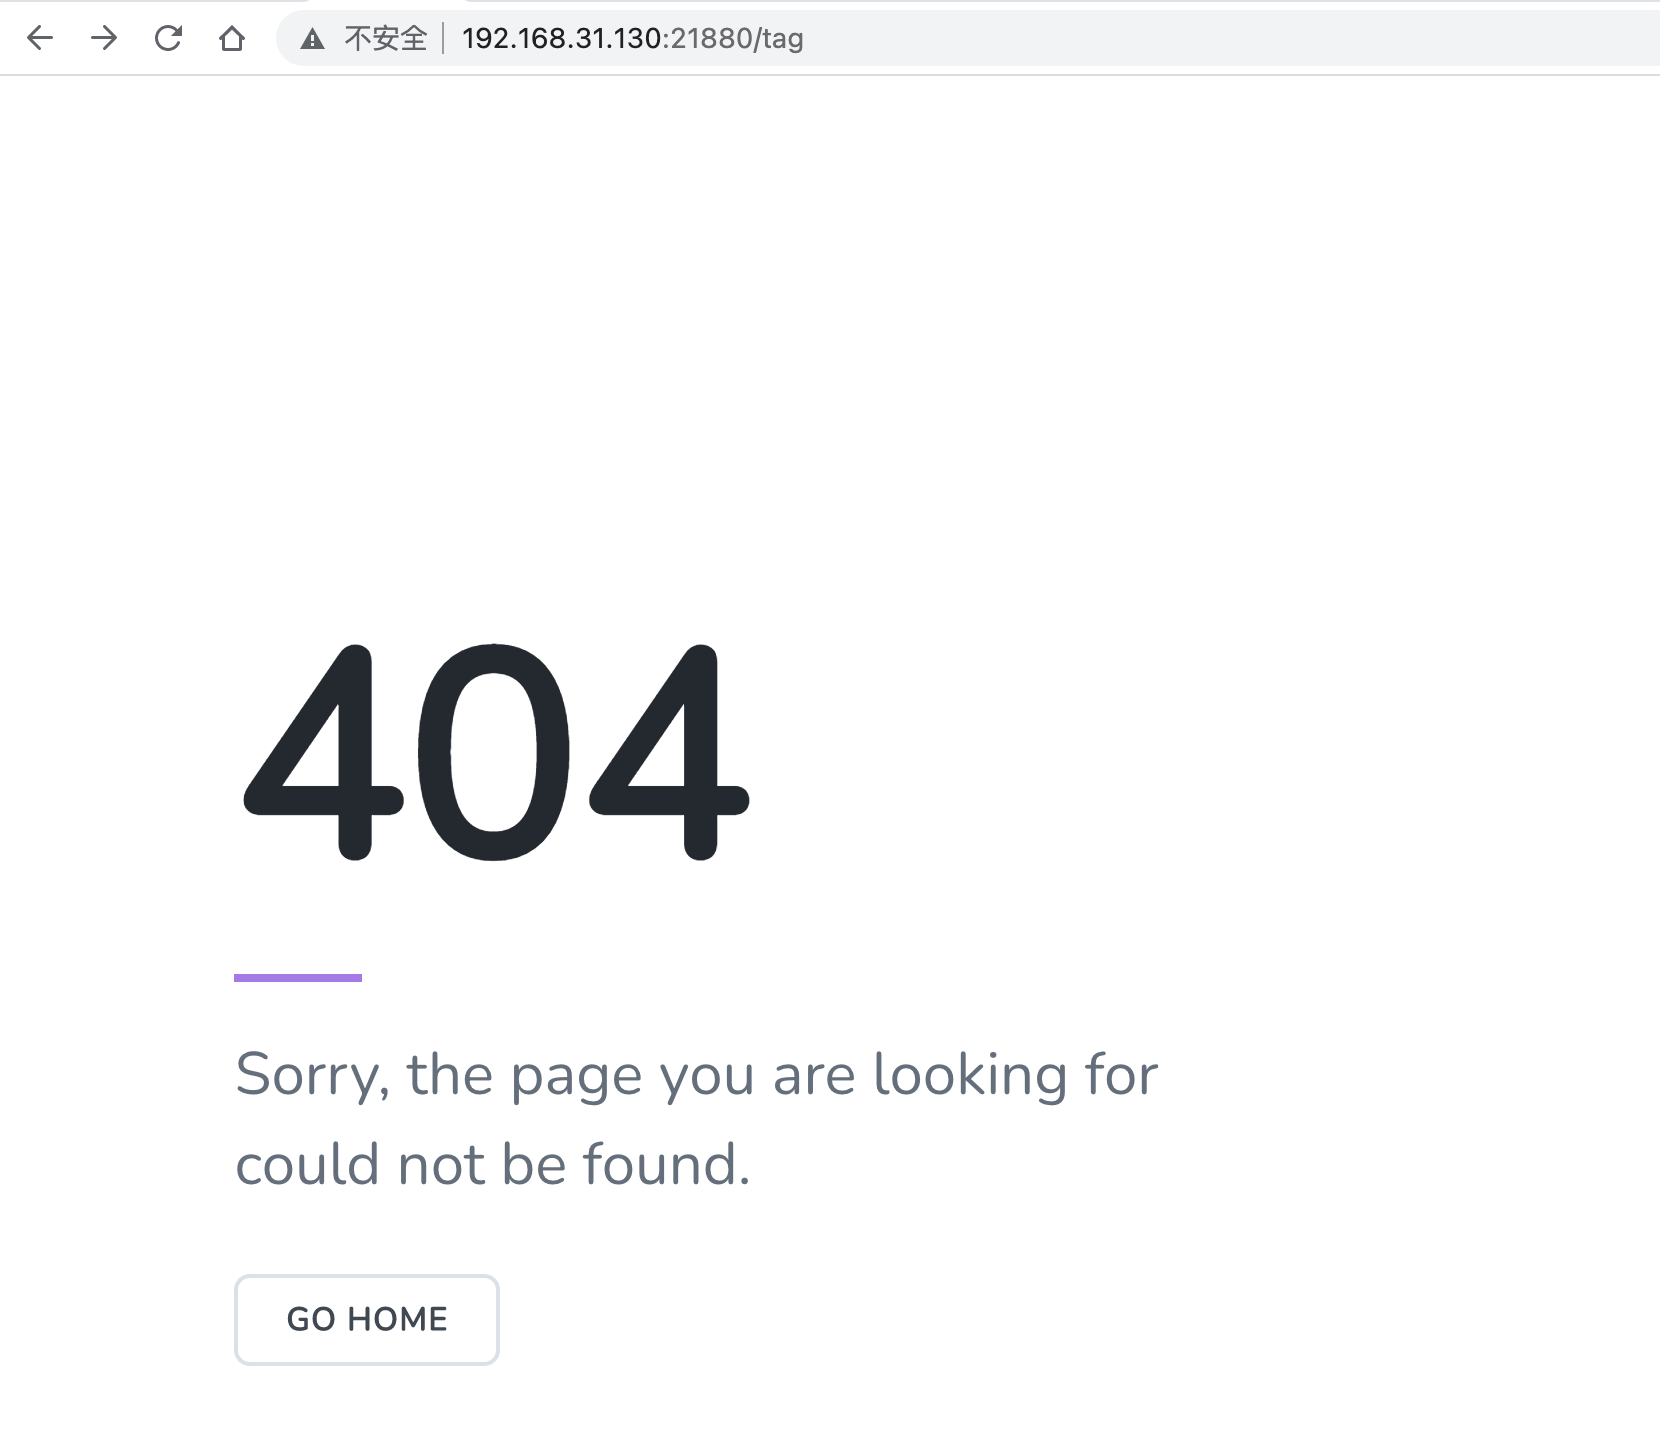 不安全 192.168.31.130:21880/tag
404
Sorry, the page you are looking for
could not be found.
GO HOME